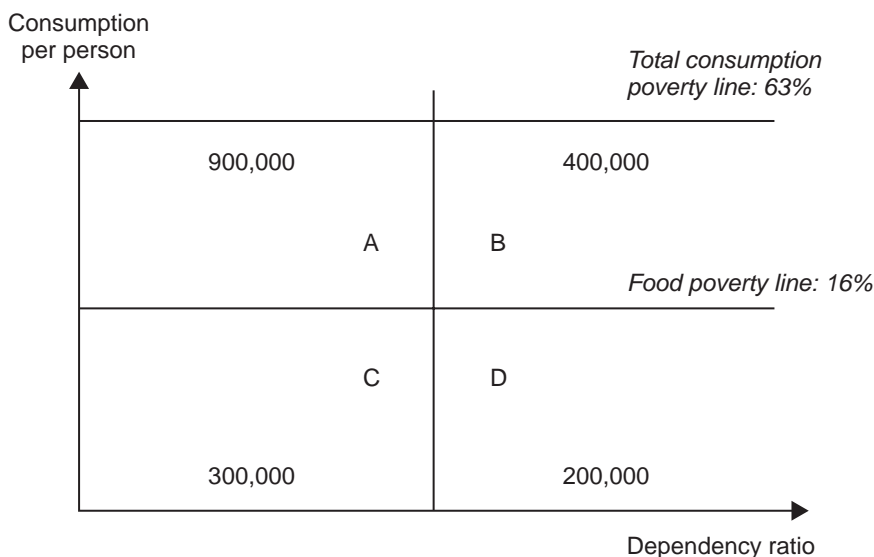 Consumption
per person
Total consumption
poverty line: 63%
900,000
400,000
A
B
Food poverty line: 16%
C
D
300,000
200,000
Dependency ratio